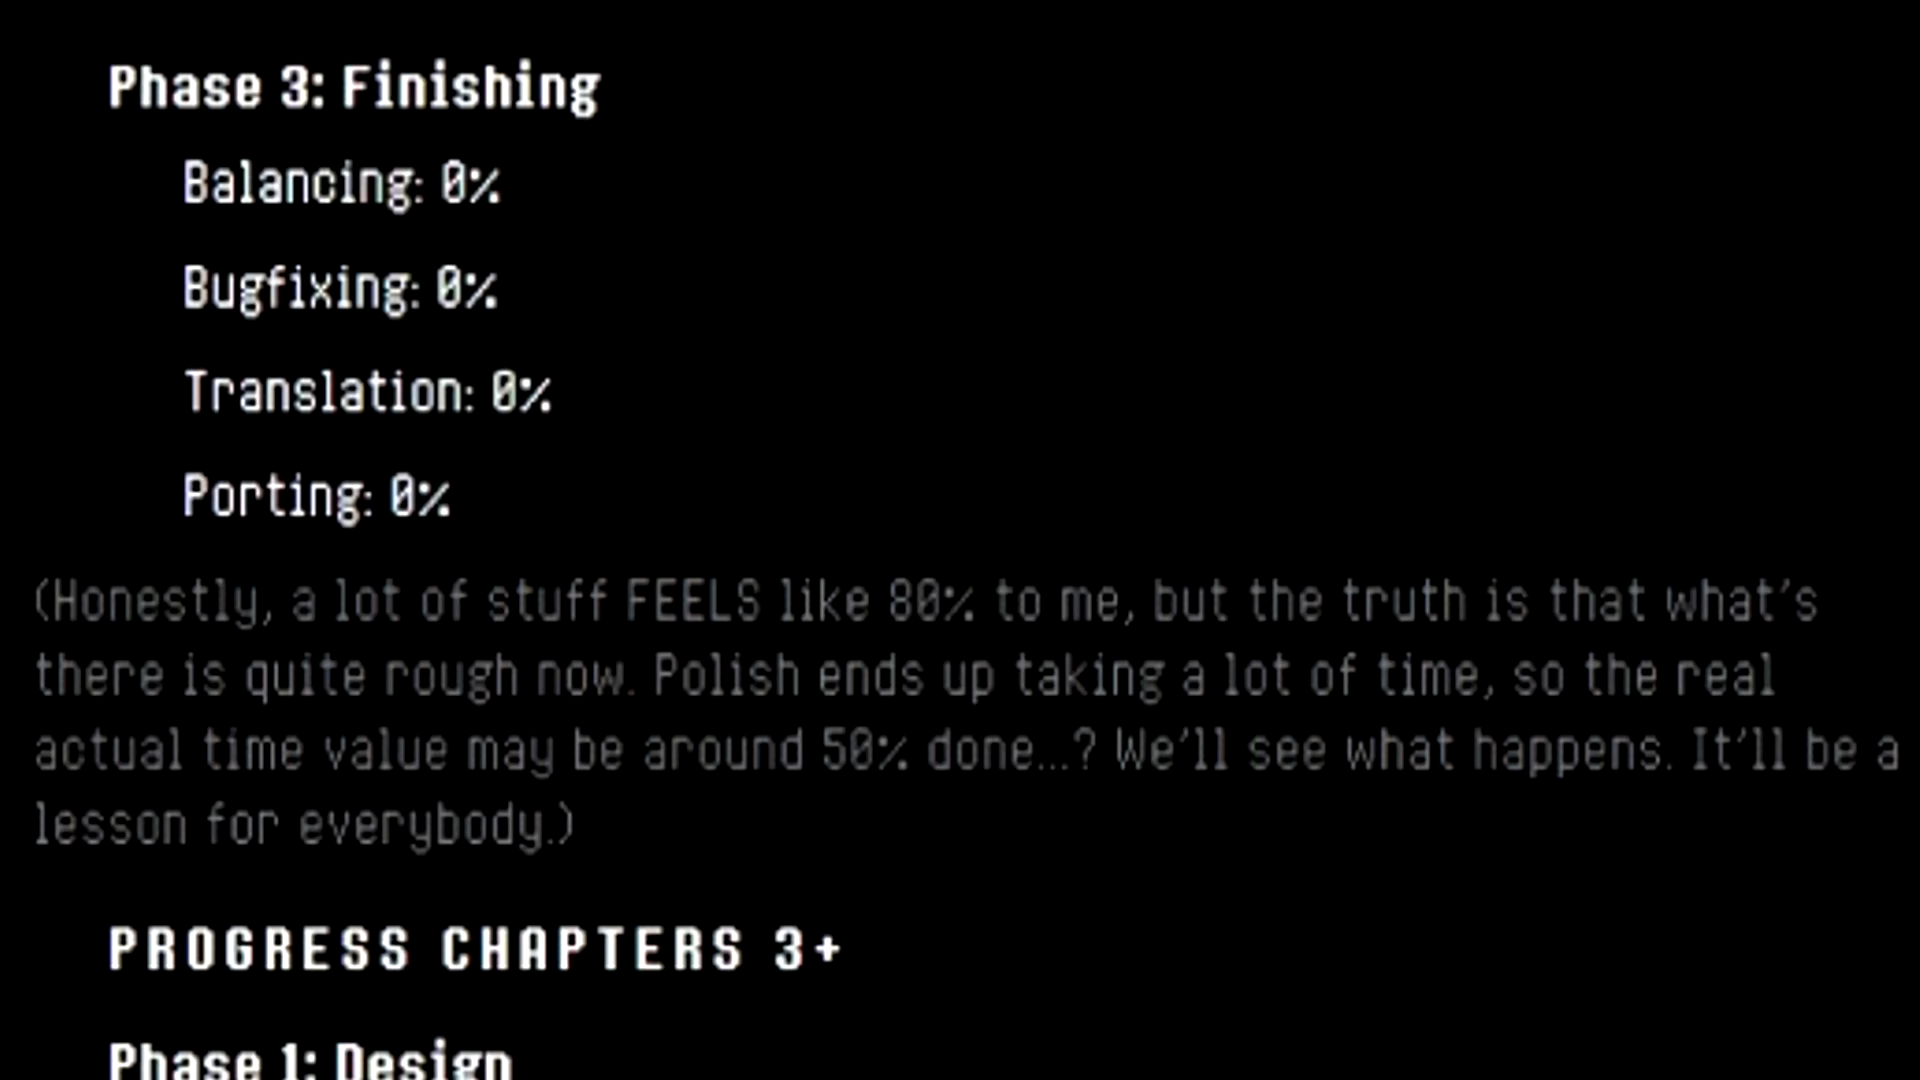 Phase 3: Finishing
Balancing: 0%
Bugfixing: 0%
Translation: 0%
Porting: 0%
(Honestly, a lot of stuff FEELS like 80% to me, but the truth is that what's
there is quite rough now. Polish ends up taking a lot of time, so the real
actual time value may be around 50% done...? We'll see what happens. It'll be a
lesson for everybody.)
PROGRESS CHAPTERS 3+
Phase 1: Design